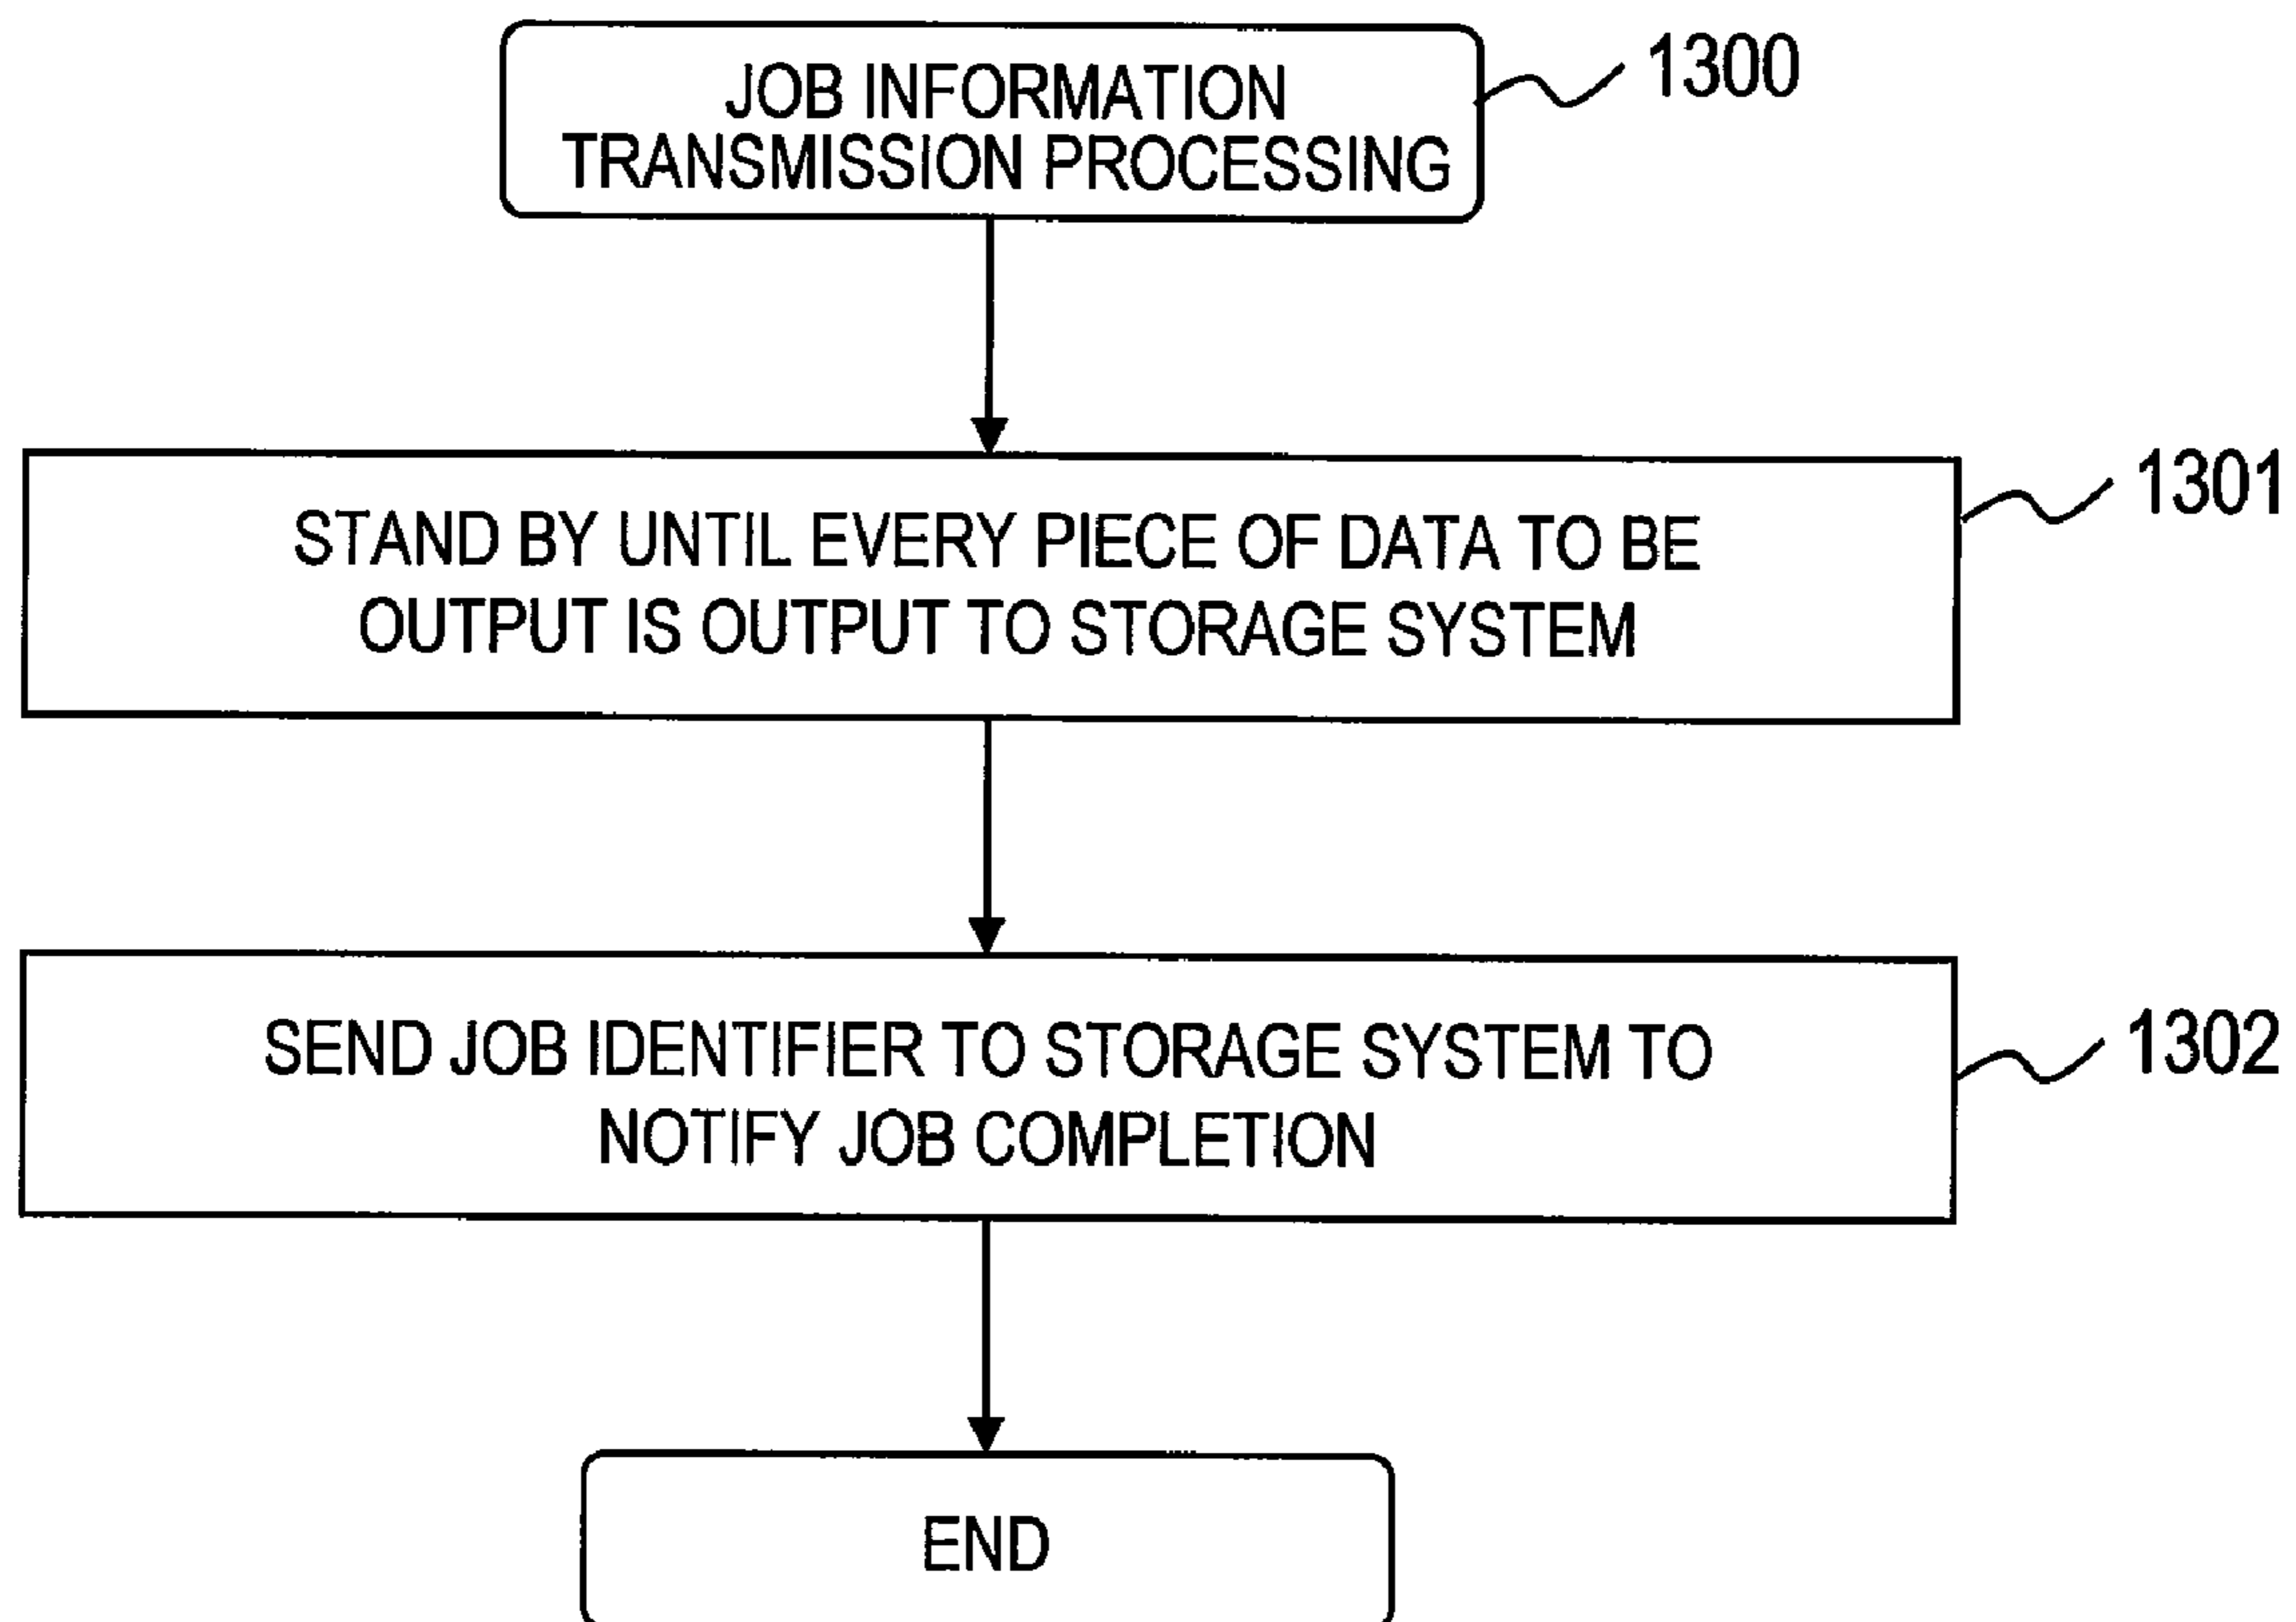 JOB INFORMATION
TRANSMISSION PROCESSING
1300
STAND BY UNTIL EVERY PIECE OF DATA TO BE
OUTPUT IS OUTPUT TO STORAGE SYSTEM
1301
SEND JOB IDENTIFIER TO STORAGE SYSTEM TO
NOTIFY JOB COMPLETION
1302
END